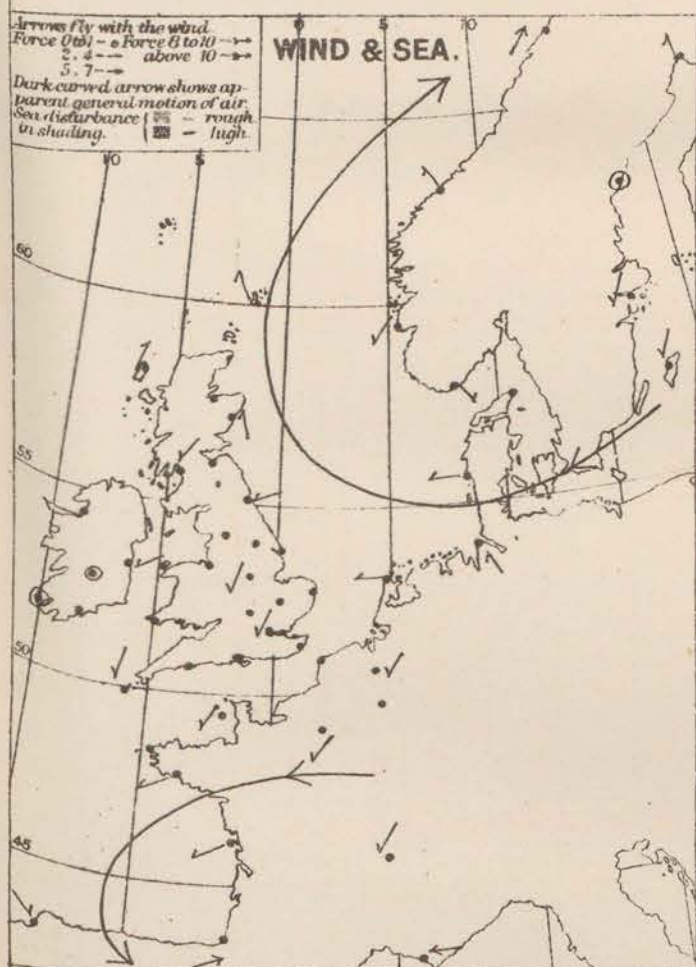 Arrows fly with the wind.
Force 0 to 1 - Force 8 to 10
2.4 above 10
5.7
Dark curved arrow shows ap-
parent general motion of air.
Sea disturbance - rough
in shading. - high
WIND & SEA.
0 5 10
10 5
60
55
50
45